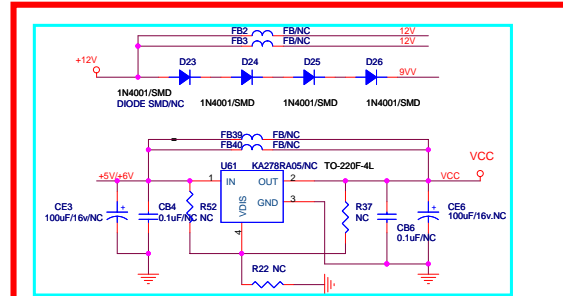 FB2 FB/NC 12V
FB3 FB/NC 12V
+12V
D23 D24 D25 D26
9VV
1N4001/SMD 1N4001/SMD 1N4001/SMD 1N4001/SMD
DIODE SMD/NC
FB39 FB/NC
FB40 FB/NC
U61 KA278RA05/NC TO-220F-4L
VCC
+5V/+6V 1 IN OUT 2 VCC
GND 3
VDIS
4
CE3
100uF/16v/NC
CB4
0.1uF/NC
R52
NC
R37
NC
CB6
0.1uF/NC
CE6
100uF/16v.NC
R22 NC